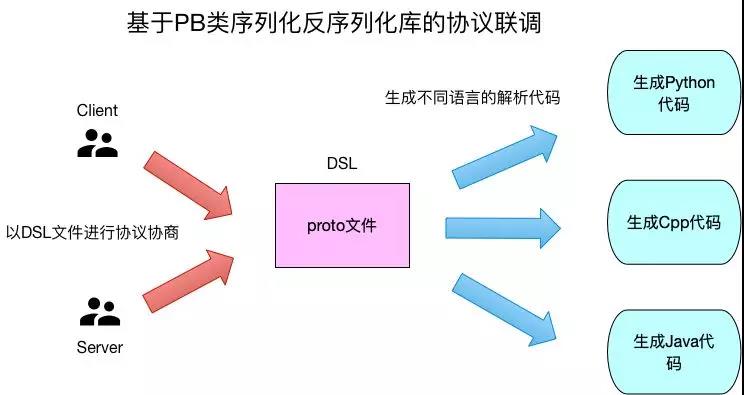 基于PB类序列化反序列化库的协议联调
Client
以DSL文件进行协议协商
Server
DSL
proto文件
生成不同语言的解析代码
生成Python
代码
生成Cpp代码
生成Java代
码